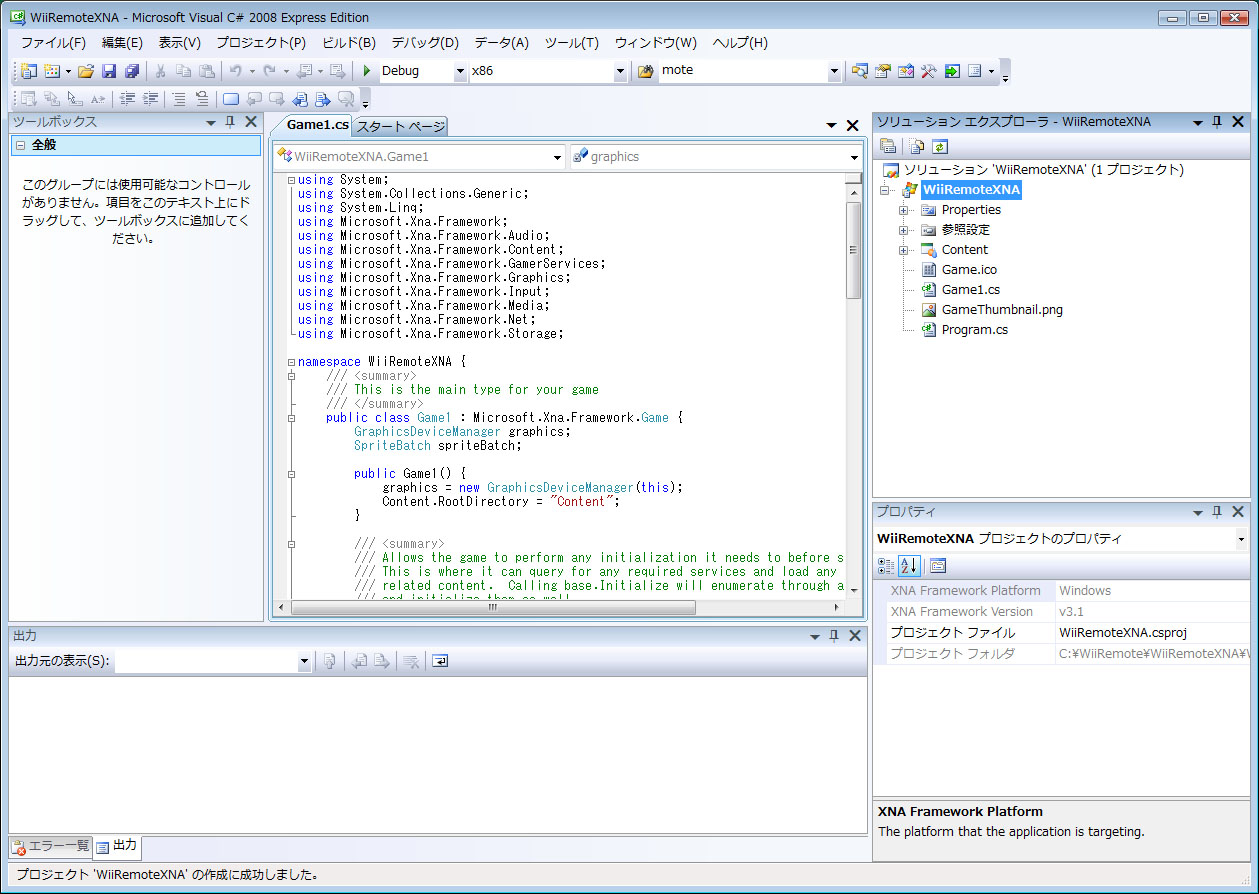 WiiRemoteXNA - Microsoft Visual C# 2008 Express Edition
ファイル(F) 編集(E) 表示(V) プロジェクト(P) ビルド(B) デバッグ(D) データ(A) ツール(T) ウィンドウ(W) ヘルプ(H)
Debug x86 mote
ツールボックス
全般
このグループには使用可能なコントロール
がありません。項目をこのテキスト上にド
ラッグして、ツールボックスに追加してく
ださい。
Game1.cs スタート ページ
WiiRemoteXNA.Game1 graphics
using System;
using System.Collections.Generic;
using System.Linq;
using Microsoft.Xna.Framework;
using Microsoft.Xna.Framework.Audio;
using Microsoft.Xna.Framework.Content;
using Microsoft.Xna.Framework.GamerServices;
using Microsoft.Xna.Framework.Graphics;
using Microsoft.Xna.Framework.Input;
using Microsoft.Xna.Framework.Media;
using Microsoft.Xna.Framework.Net;
using Microsoft.Xna.Framework.Storage;
namespace WiiRemoteXNA {
/// <summary>
/// This is the main type for your game
/// </summary>
public class Game1 : Microsoft.Xna.Framework.Game {
GraphicsDeviceManager graphics;
SpriteBatch spriteBatch;
public Game1() {
graphics = new GraphicsDeviceManager(this);
Content.RootDirectory = "Content";
}
/// <summary>
/// Allows the game to perform any initialization it needs to before s
/// This is where it can query for any required services and load any
/// related content.  Calling base.Initialize will enumerate through a
/// and initialize them as well
ソリューション エクスプローラ - WiiRemoteXNA
ソリューション 'WiiRemoteXNA' (1 プロジェクト)
WiiRemoteXNA
Properties
参照設定
Content
Game.ico
Game1.cs
GameThumbnail.png
Program.cs
プロパティ
WiiRemoteXNA プロジェクトのプロパティ
XNA Framework Platform Windows
XNA Framework Version v3.1
プロジェクト ファイル WiiRemoteXNA.csproj
プロジェクト フォルダ C:¥WiiRemote¥WiiRemoteXNA¥
XNA Framework Platform
The platform that the application is targeting.
出力
出力元の表示(S):
エラー一覧 出力
プロジェクト 'WiiRemoteXNA' の作成に成功しました。